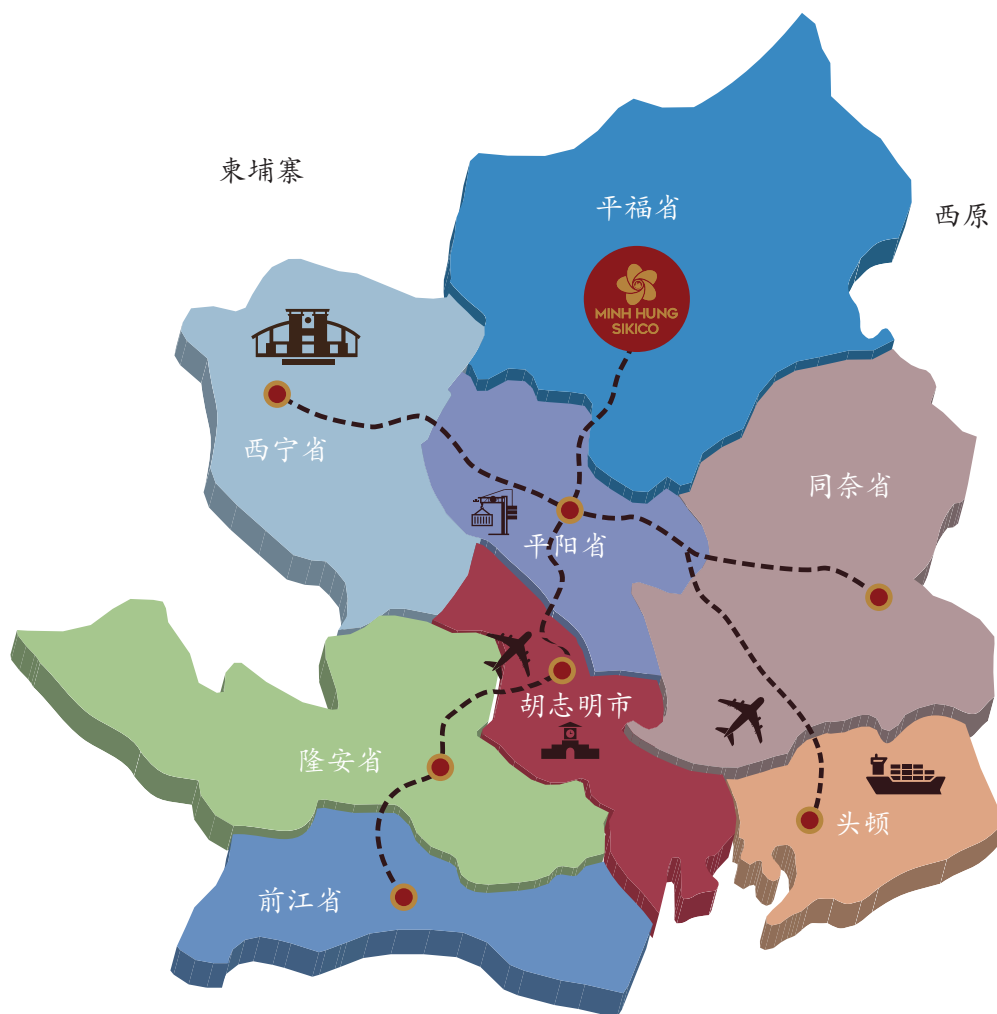 柬埔寨
平福省
西原
MINH HUNG
SIKICO
西宁省
同奈省
平阳省
胡志明市
隆安省
头顿
前江省